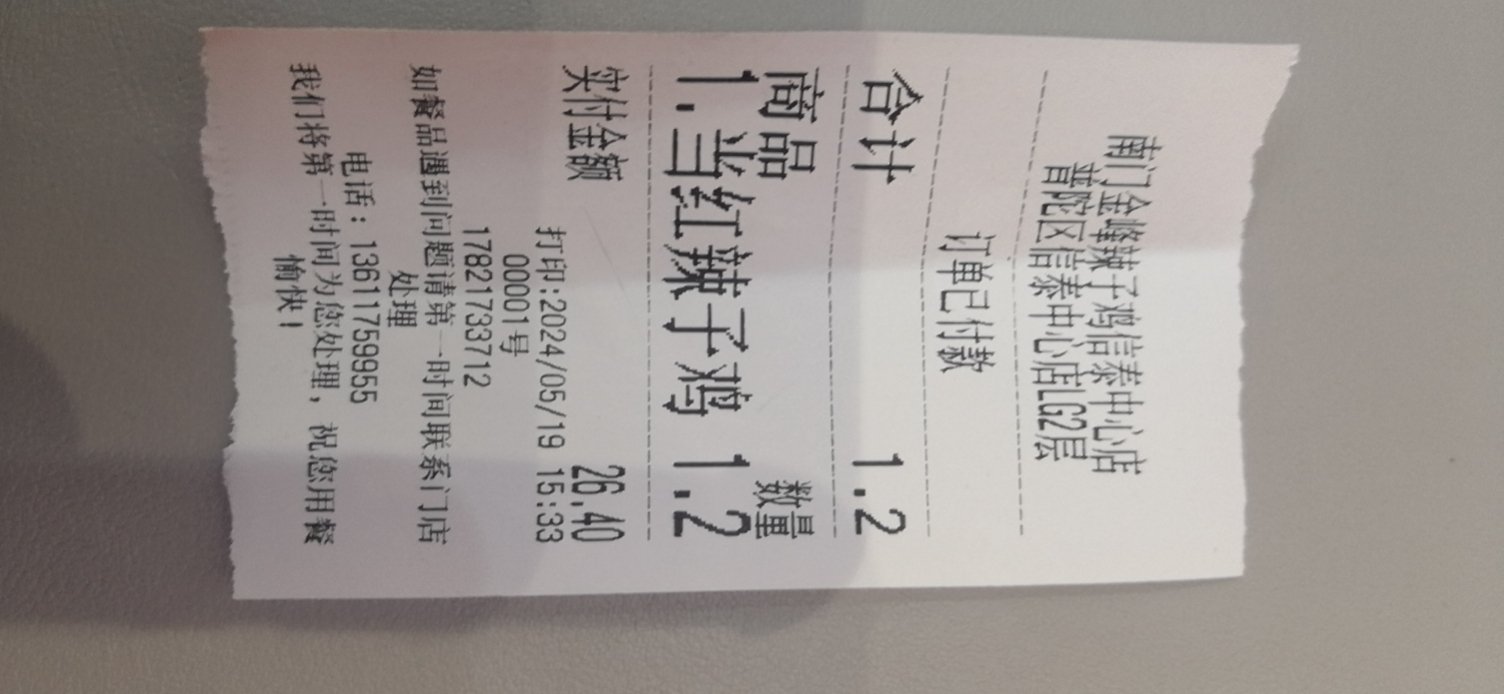 南门金峰辣子鸡信泰中心店
普陀区信泰中心店LG2层
订单已付款
合计 1.2
商品 数量
1.当红辣子鸡 1.2
实付金额 26.40
打印:2024/05/19 15:33
00001号
17821733712
如餐品遇到问题请第一时间联系门店
处理
电话：13611759955
我们将第一时间为您处理，祝您用餐
愉快！